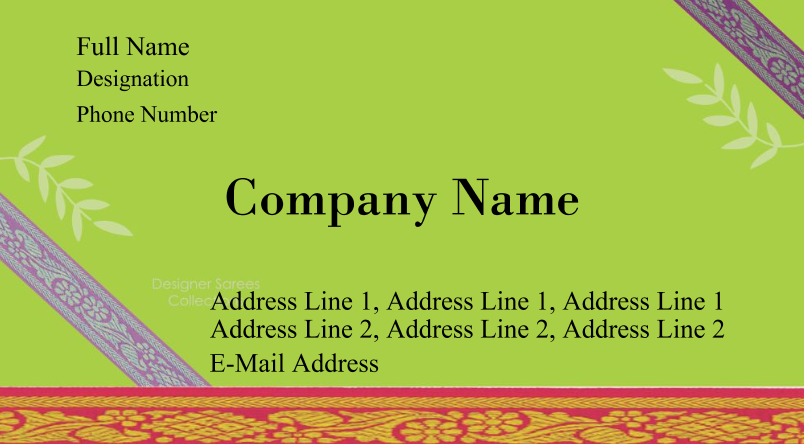 Full Name
Designation
Phone Number
Company Name
Designer Sarees
Address Line 1, Address Line 1, Address Line 1
Address Line 2, Address Line 2, Address Line 2
E-Mail Address